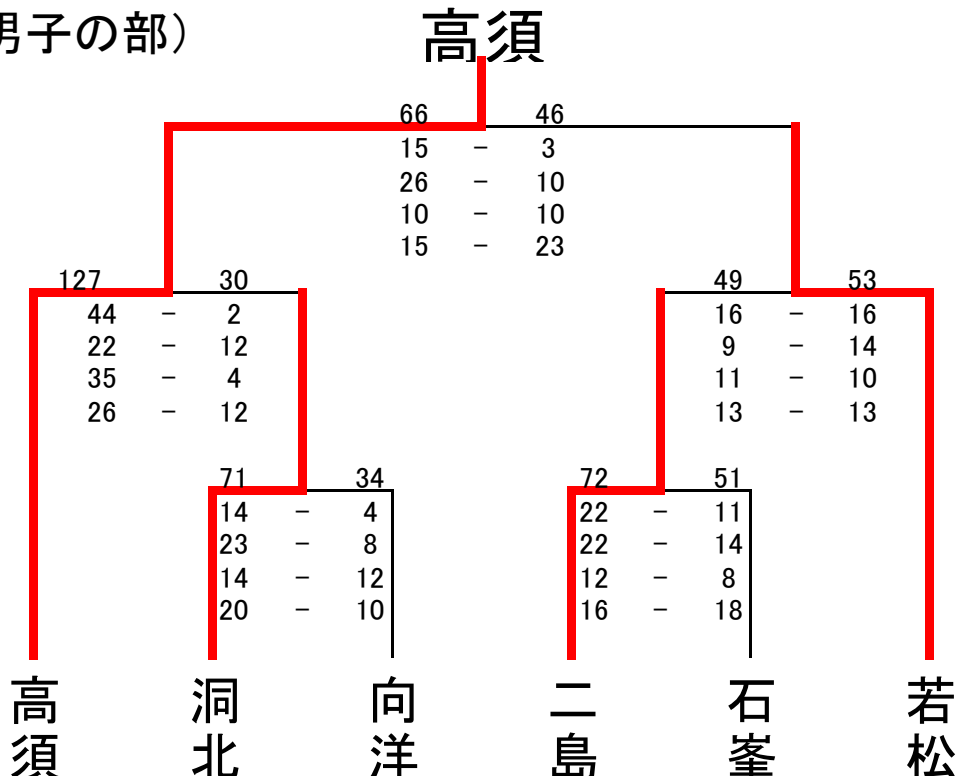 男子の部）
高須
66 46
15 － 3
26 － 10
10 － 10
15 － 23
127 30
44 － 2
22 － 12
35 － 4
26 － 12
49 53
16 － 16
9 － 14
11 － 10
13 － 13
71 34
14 － 4
23 － 8
14 － 12
20 － 10
72 51
22 － 11
22 － 14
12 － 8
16 － 18
高須
洞北
向洋
二島
石峯
若松